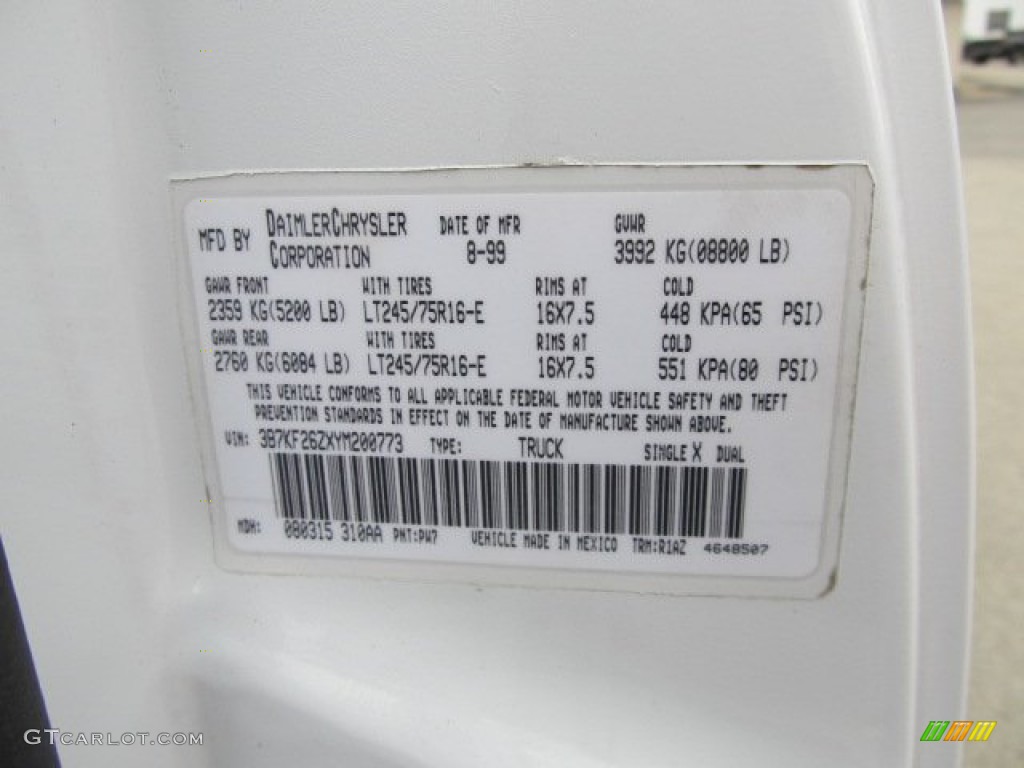 MFD BY DAIMLERCHRYSLER CORPORATION DATE OF MFR 8-99 GVWR 3992 KG(08800 LB)
GAWR FRONT WITH TIRES RIMS AT COLD
2359 KG(5200 LB) LT245/75R16-E 16X7.5 448 KPA(65 PSI)
GAWR REAR WITH TIRES RIMS AT COLD
2760 KG(6084 LB) LT245/75R16-E 16X7.5 551 KPA(80 PSI)
THIS VEHICLE CONFORMS TO ALL APPLICABLE FEDERAL MOTOR VEHICLE SAFETY AND THEFT
PREVENTION STANDARDS IN EFFECT ON THE DATE OF MANUFACTURE SHOWN ABOVE.
VIN: 3B7KF26ZXYM200773 TYPE: TRUCK SINGLE X DUAL
MDH: 080315 310AA PNT:PW7 VEHICLE MADE IN MEXICO TRM:R1AZ 4648507
GTCARLOT.COM